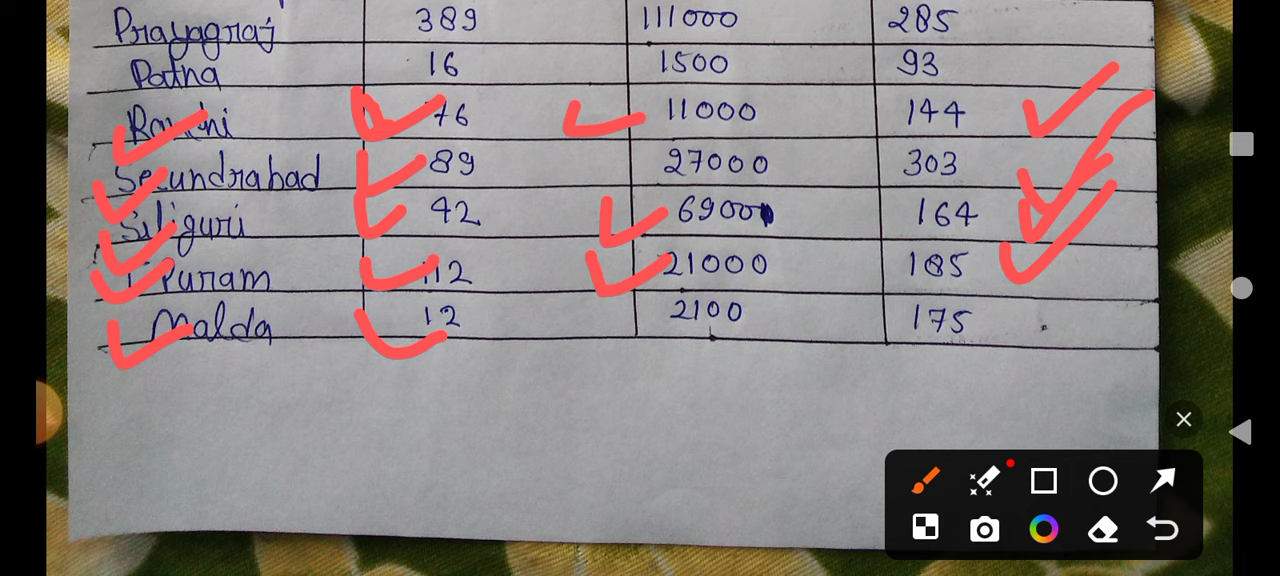 Prayagraj 389 111000 285
Patna 16 1500 93
Ranchi 76 11000 144
Secundrabad 89 27000 303
Siliguri 42 6900 164
Puram 112 21000 185
Malda 12 2100 175